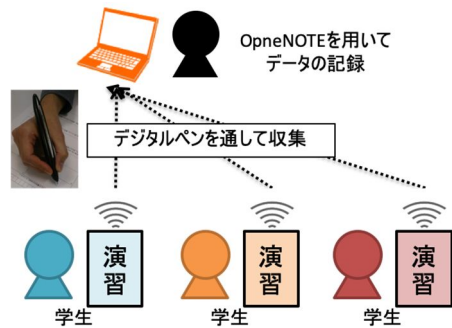 OpneNOTEを用いて
データの記録
デジタルペンを通して収集
演
習
演
習
演
習
学生
学生
学生